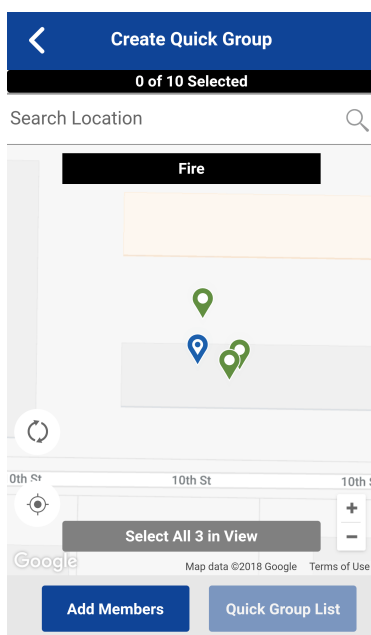 Create Quick Group
0 of 10 Selected
Search Location
Fire
0th St 10th St 10th
Select All 3 in View
+
−
Google
Map data ©2018 Google Terms of Use
Add Members Quick Group List